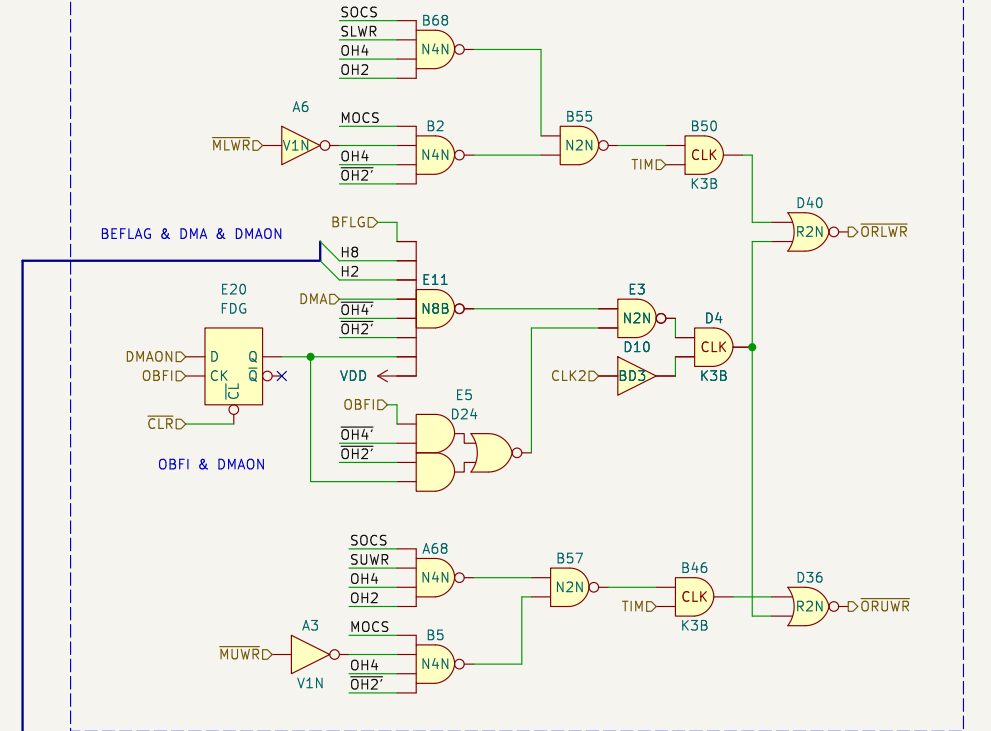 SOCS
B68
SLWR
OH4
N4N
OH2
A6
MOCS
B2
B55
B50
MLWR
V1N
N4N
N2N
CLK
OH4
TIM
OH2'
K3B
D40
BFLG
BEFLAG & DMA & DMAON
R2N
ORLWR
H8
H2
E11
E20
E3
DMA
FDG
OH4'
N8B
N2N
D4
OH2'
D10
CLK
DMAON
D
Q
CK
Q
CL
OBFI
VDD
CLK2
BD3
K3B
E5
OBFI
D24
CLR
OH4'
OH2'
OBFI & DMAON
SOCS
A68
B57
SUWR
B46
D36
OH4
N4N
N2N
CLK
OH2
TIM
R2N
ORUWR
A3
MOCS
B5
K3B
MUWR
N4N
OH4
V1N
OH2'